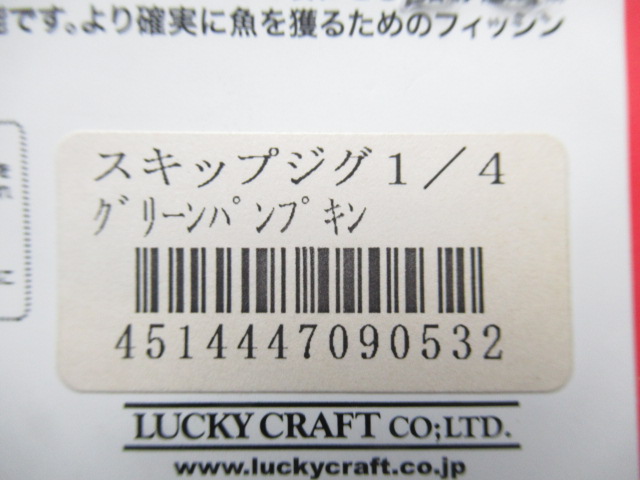 です。より確実に魚を獲るためのフィッシン
スキップジグ1/4
ｸﾞﾘｰﾝﾊﾟﾝﾌﾟｷﾝ
4514447090532
LUCKY CRAFT CO;LTD.
www.luckycraft.co.jp